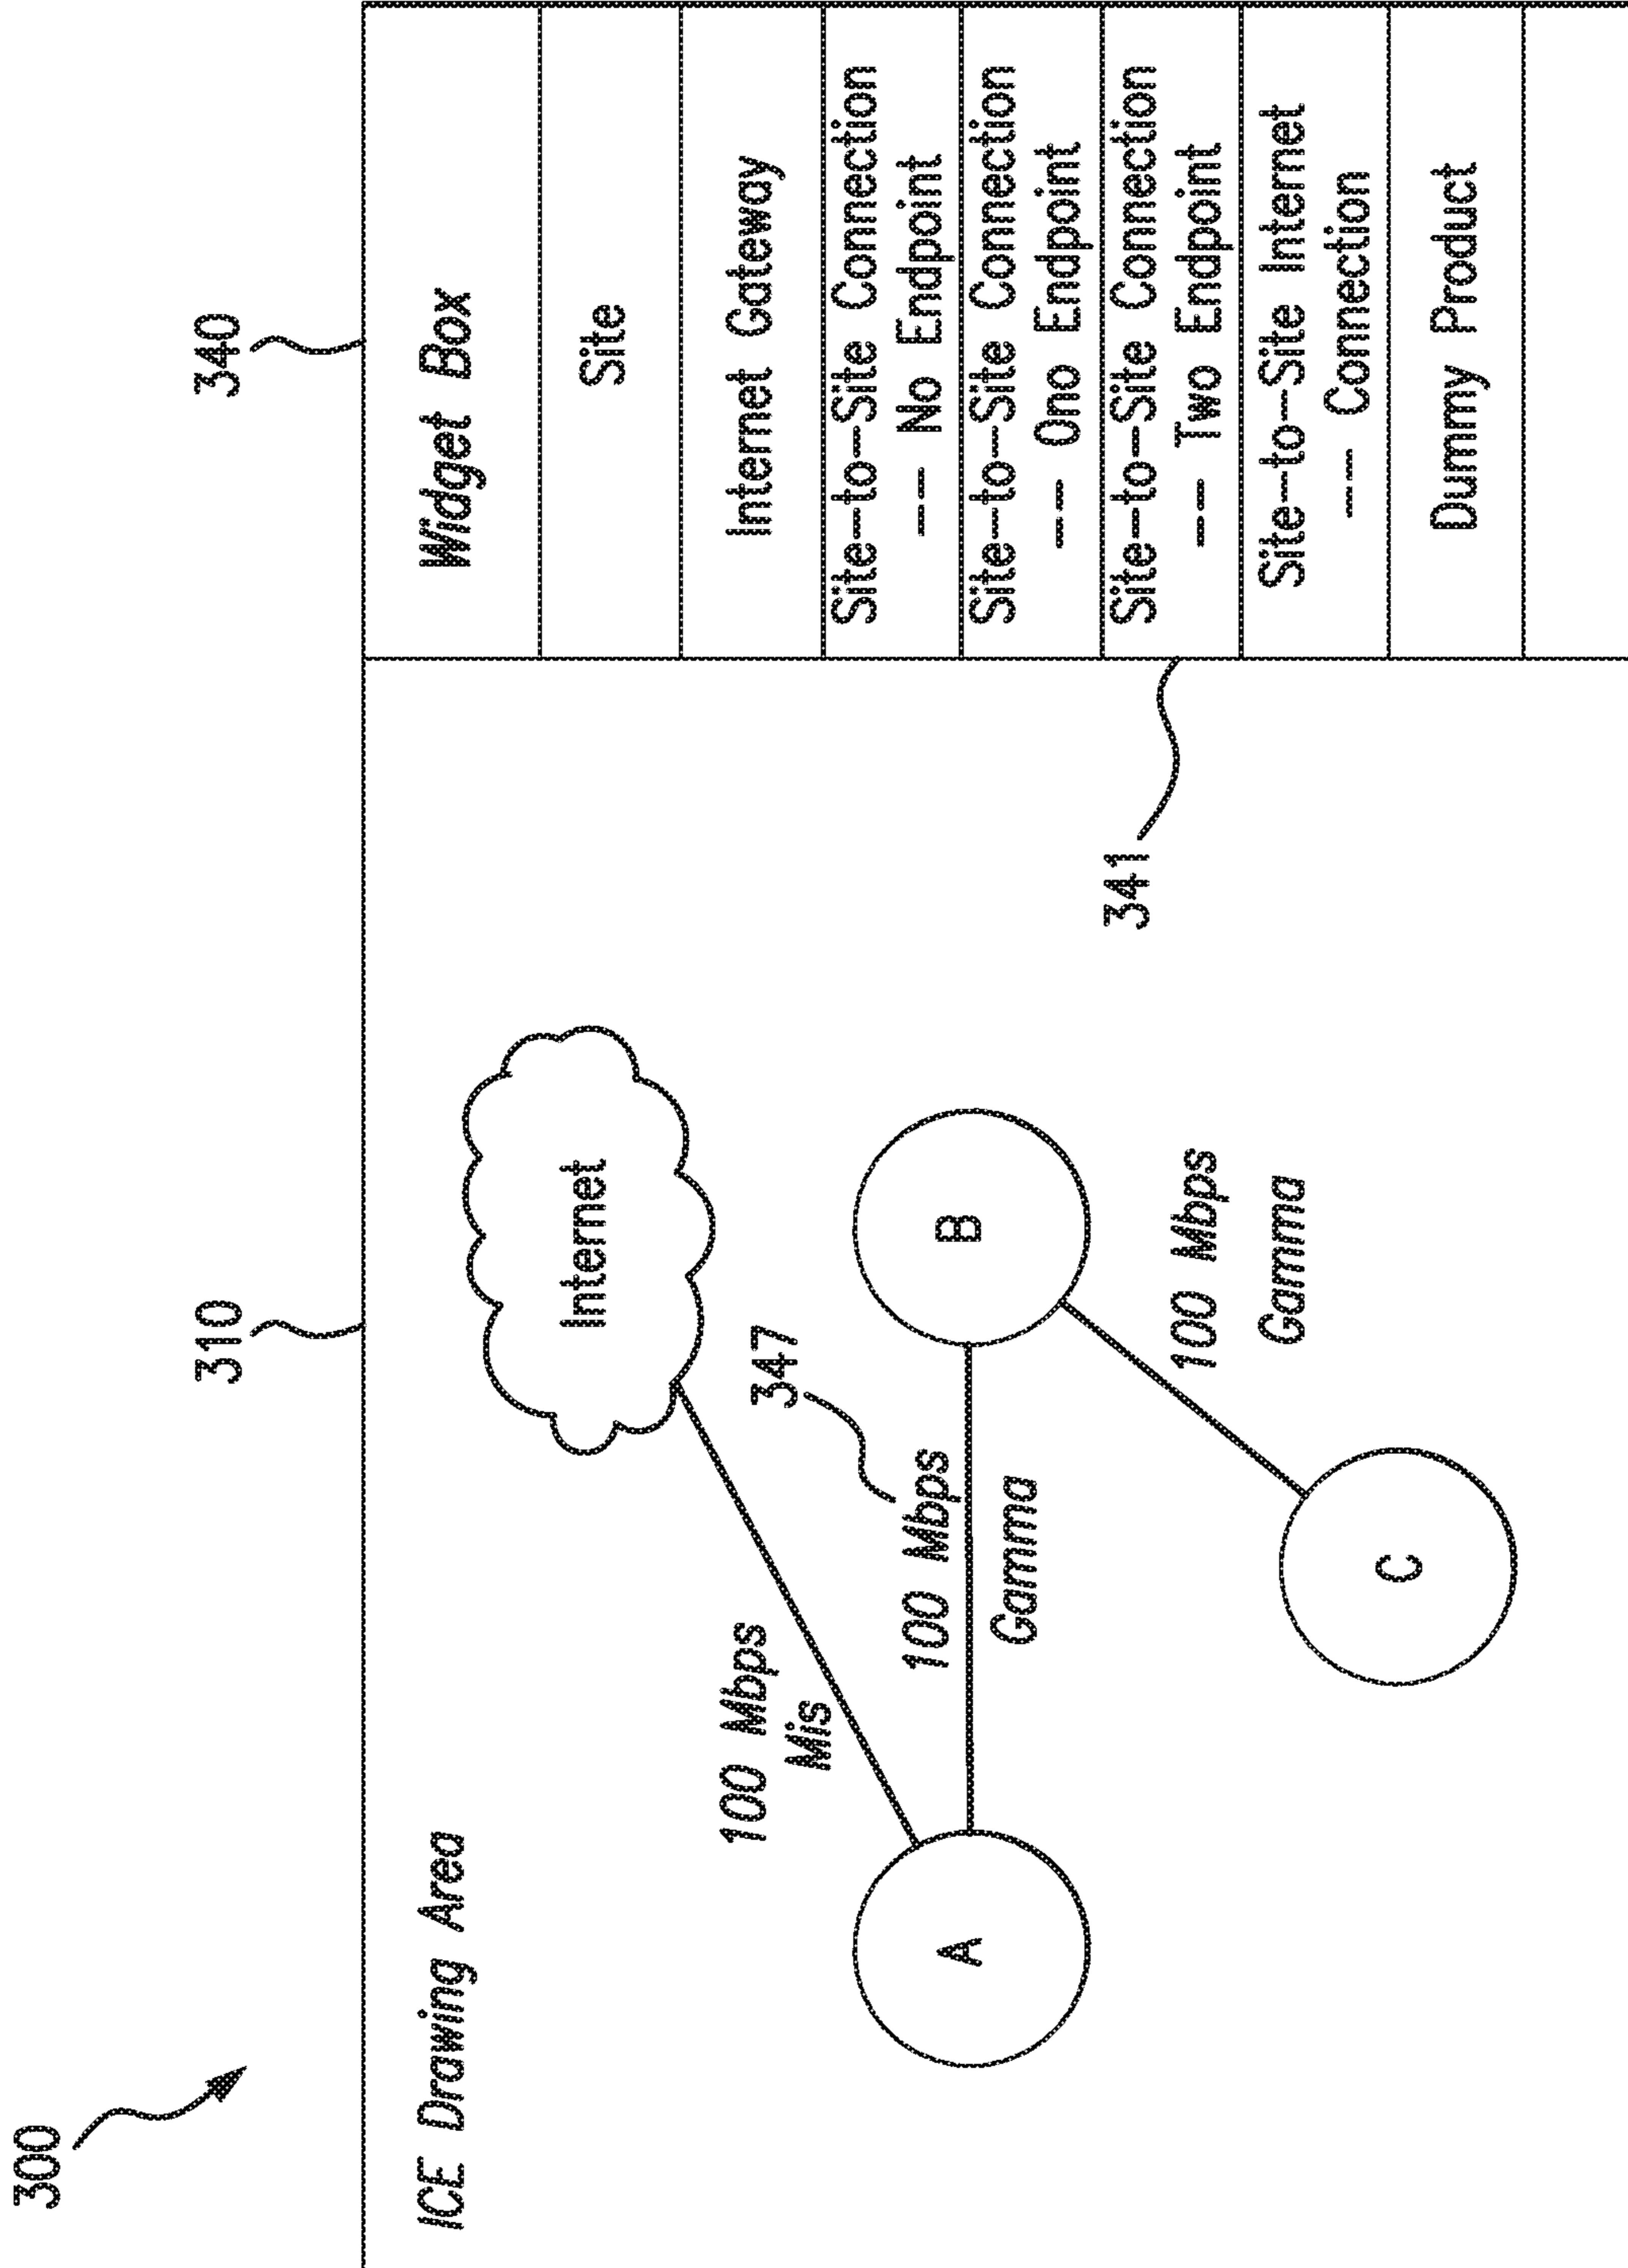 300
310
340
ICE Drawing Area
Widget Box
Site
Internet Gateway
Site-to-Site Connection
--- No Endpoint
Site-to-Site Connection
--- Ono Endpoint
Site-to-Site Connection
--- Two Endpoint
Site-to-Site Internet
--- Connection
Dummy Product
341
Internet
100 Mbps
Mis
347
100 Mbps
Gamma
A
B
100 Mbps
Gamma
C